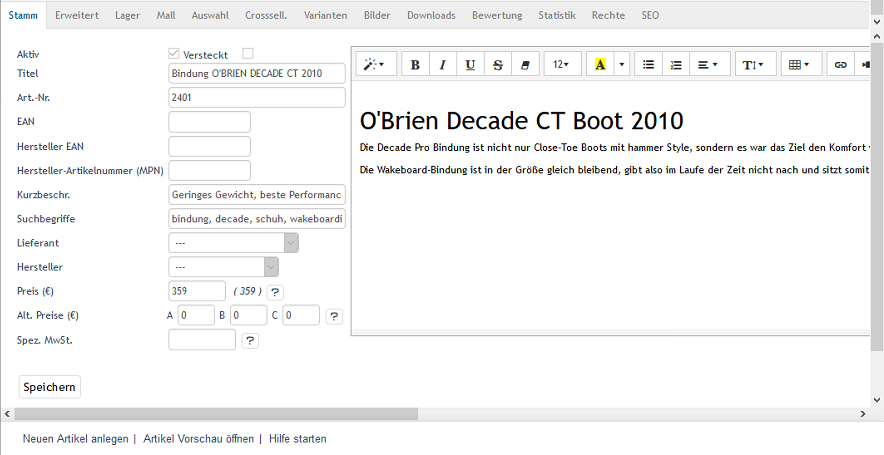 Stamm Erweitert Lager Mall Auswahl Crosssell. Varianten Bilder Downloads Bewertung Statistik Rechte SEO
Aktiv Versteckt
Titel Bindung O'BRIEN DECADE CT 2010
Art.-Nr. 2401
EAN
Hersteller EAN
Hersteller-Artikelnummer (MPN)
Kurzbeschr. Geringes Gewicht, beste Performanc
Suchbegriffe bindung, decade, schuh, wakeboardi
Lieferant ---
Hersteller ---
Preis (€) 359 ( 359 ) ?
Alt. Preise (€) A 0 B 0 C 0 ?
Spez. MwSt. ?
Speichern
B I U S 12 A T
O'Brien Decade CT Boot 2010
Die Decade Pro Bindung ist nicht nur Close-Toe Boots mit hammer Style, sondern es war das Ziel den Komfort
Die Wakeboard-Bindung ist in der Größe gleich bleibend, gibt also im Laufe der Zeit nicht nach und sitzt somit
Neuen Artikel anlegen | Artikel Vorschau öffnen | Hilfe starten